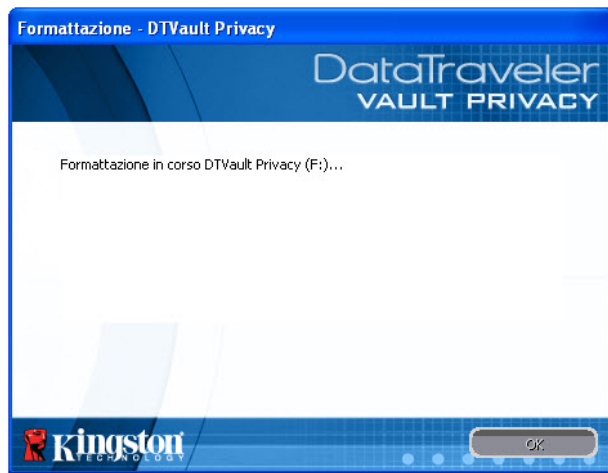 Formattazione - DTVault Privacy
DataTraveler
VAULT PRIVACY
Formattazione in corso DTVault Privacy (F:)...
Kingston
TECHNOLOGY
OK